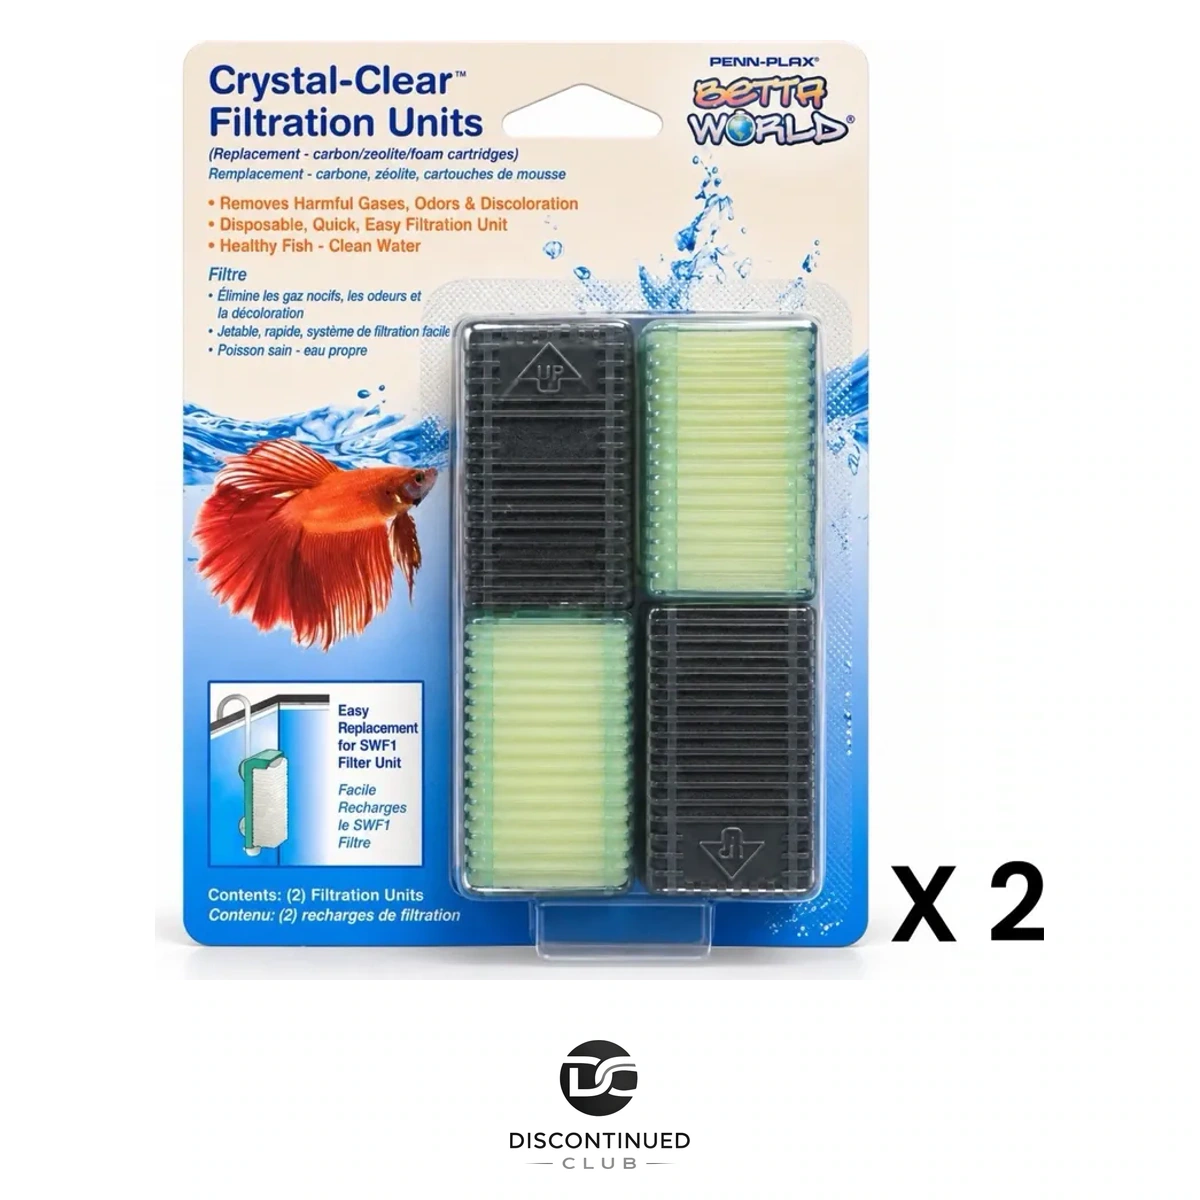 Crystal-Clear™
Filtration Units
(Replacement - carbon/zeolite/foam cartridges)
Remplacement - carbone, zéolite, cartouches de mousse
• Removes Harmful Gases, Odors & Discoloration
• Disposable, Quick, Easy Filtration Unit
• Healthy Fish - Clean Water
Filtre
• Élimine les gaz nocifs, les odeurs et
la décoloration
• Jetable, rapide, système de filtration facile
• Poisson sain - eau propre
PENN-PLAX®
BETTA
WORLD®
UP
UP
Easy
Replacement
for SWF1
Filter Unit
Facile
Recharges
le SWF1
Filtre
Contents: (2) Filtration Units
Contenu: (2) recharges de filtration
X 2
DC
DISCONTINUED
CLUB